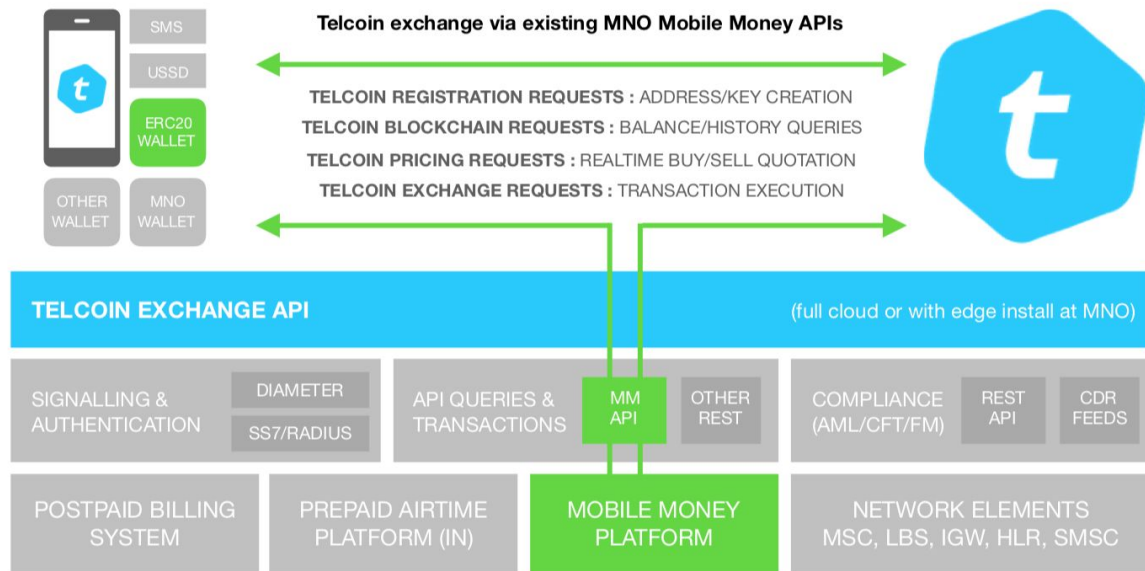 Telcoin exchange via existing MNO Mobile Money APIs
SMS
USSD
ERC20
WALLET
OTHER
WALLET
MNO
WALLET
t
TELCOIN REGISTRATION REQUESTS : ADDRESS/KEY CREATION
TELCOIN BLOCKCHAIN REQUESTS : BALANCE/HISTORY QUERIES
TELCOIN PRICING REQUESTS : REALTIME BUY/SELL QUOTATION
TELCOIN EXCHANGE REQUESTS : TRANSACTION EXECUTION
t
TELCOIN EXCHANGE API
(full cloud or with edge install at MNO)
SIGNALLING &
AUTHENTICATION
DIAMETER
SS7/RADIUS
API QUERIES &
TRANSACTIONS
MM
API
OTHER
REST
COMPLIANCE
(AML/CFT/FM)
REST
API
CDR
FEEDS
POSTPAID BILLING
SYSTEM
PREPAID AIRTIME
PLATFORM (IN)
MOBILE MONEY
PLATFORM
NETWORK ELEMENTS
MSC, LBS, IGW, HLR, SMSC